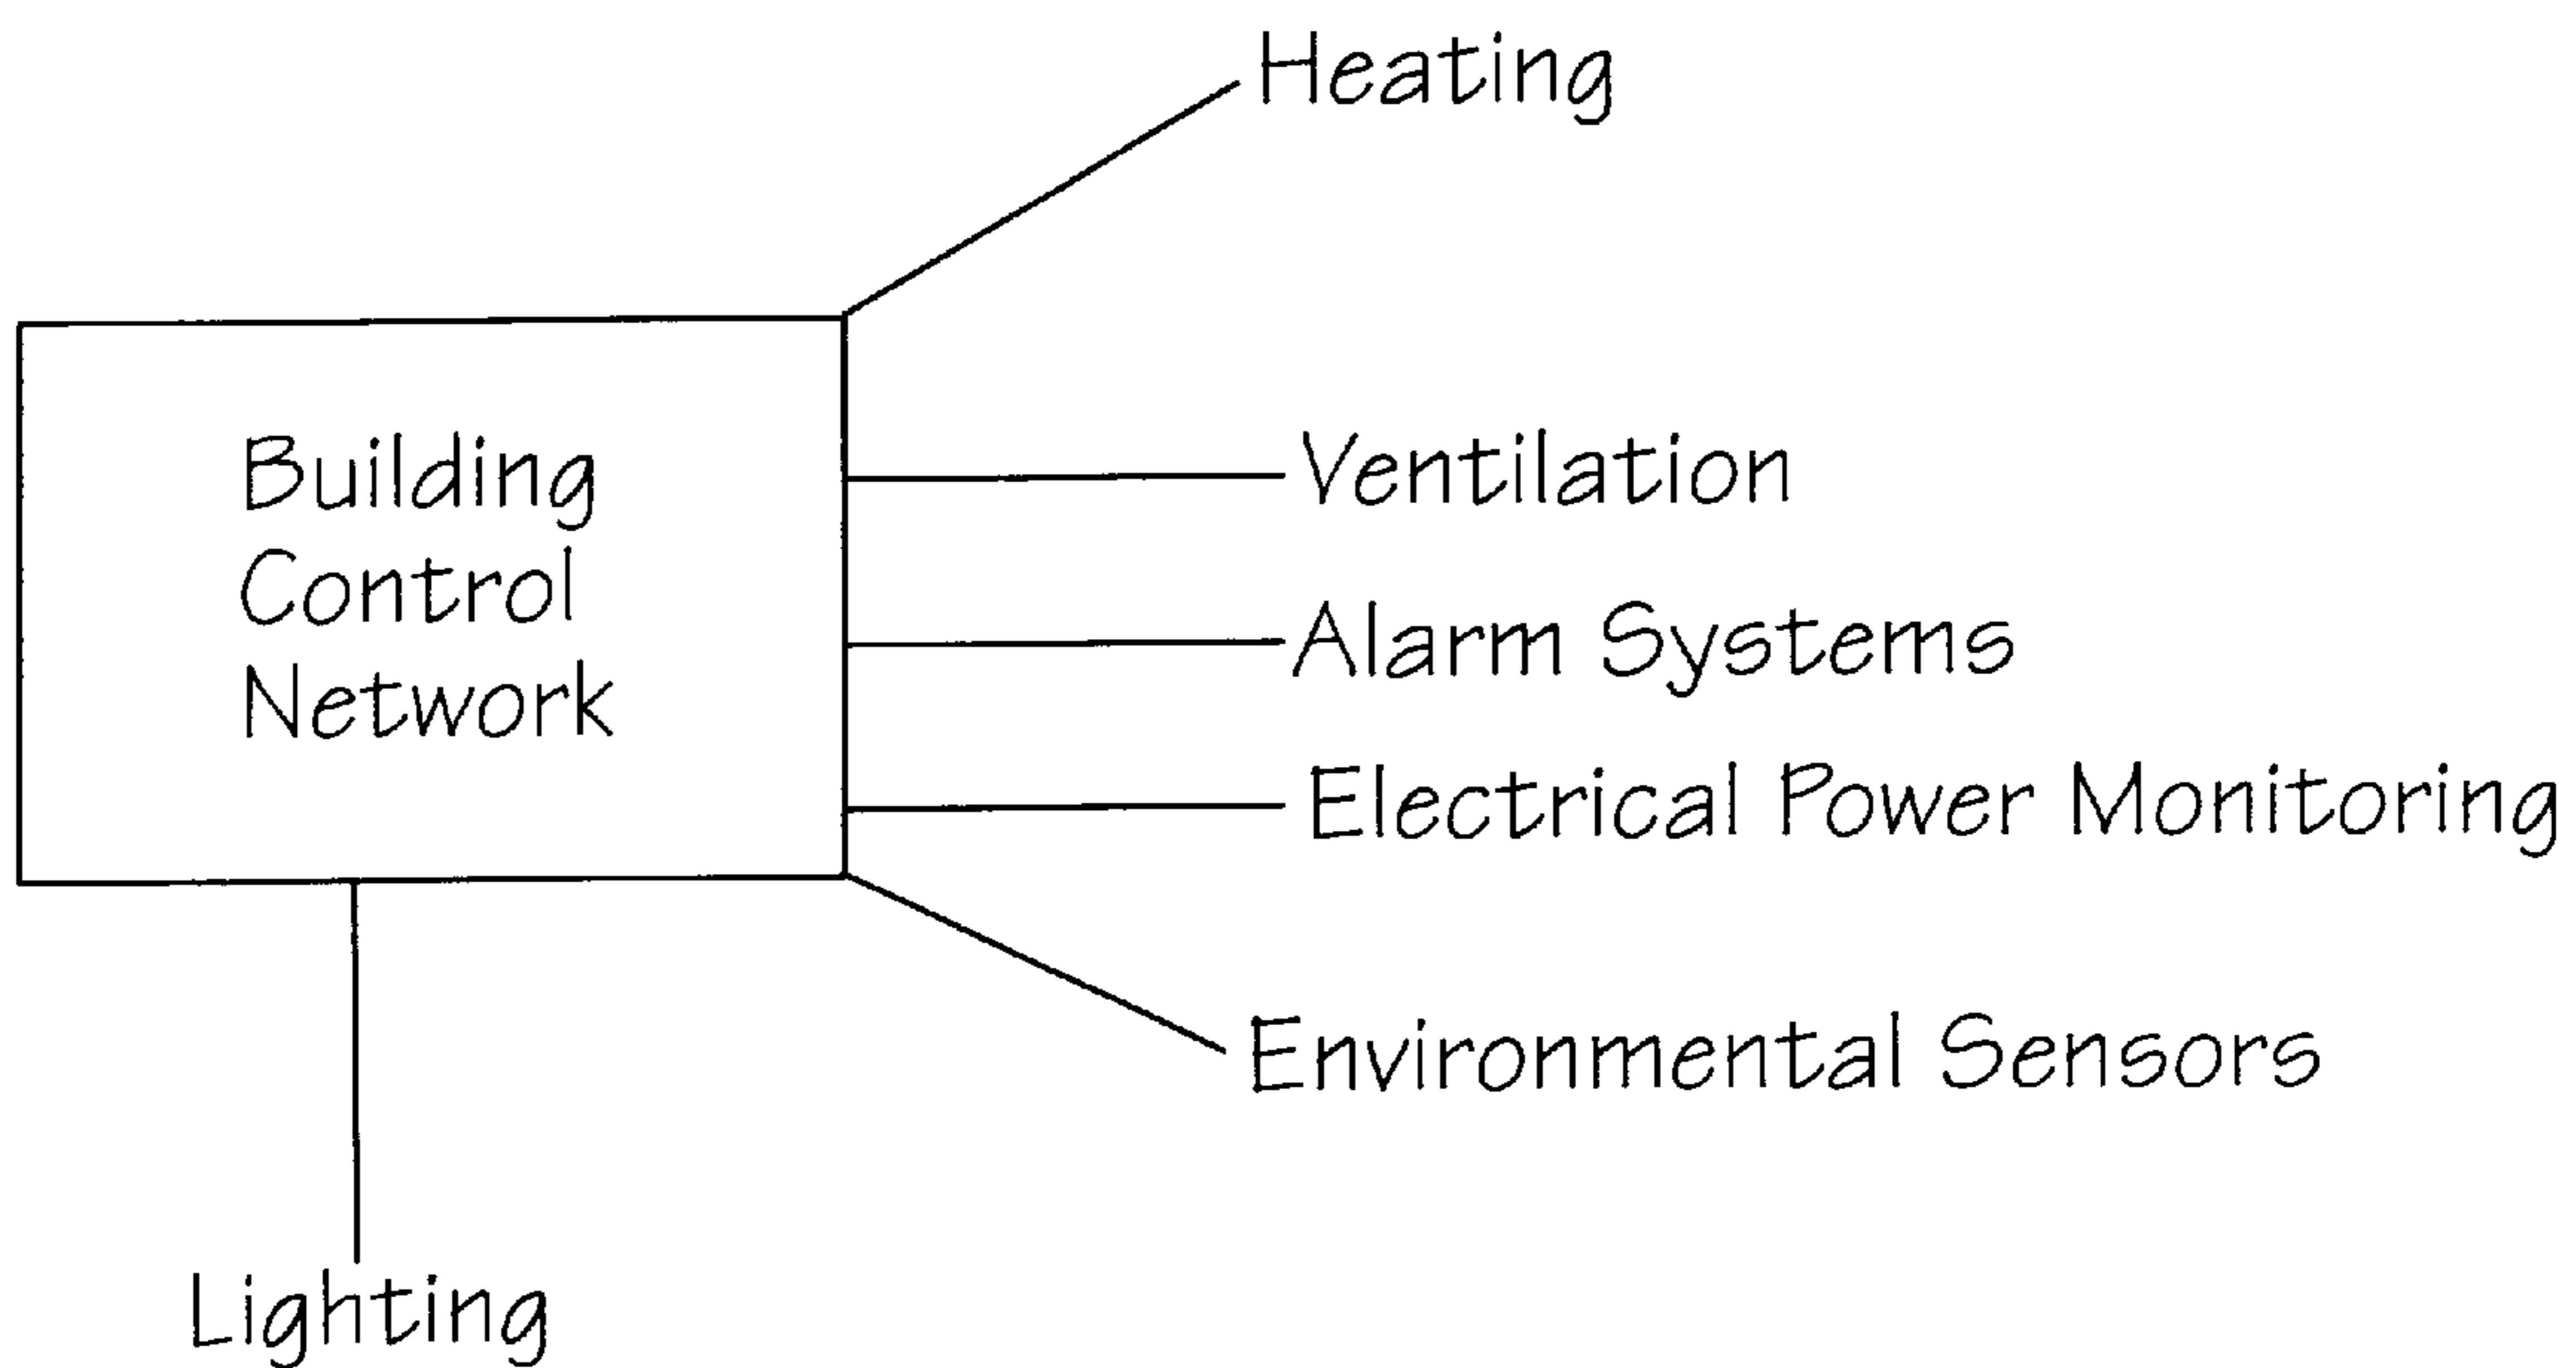 Heating
Building
Control
Network
Ventilation
Alarm Systems
Electrical Power Monitoring
Environmental Sensors
Lighting